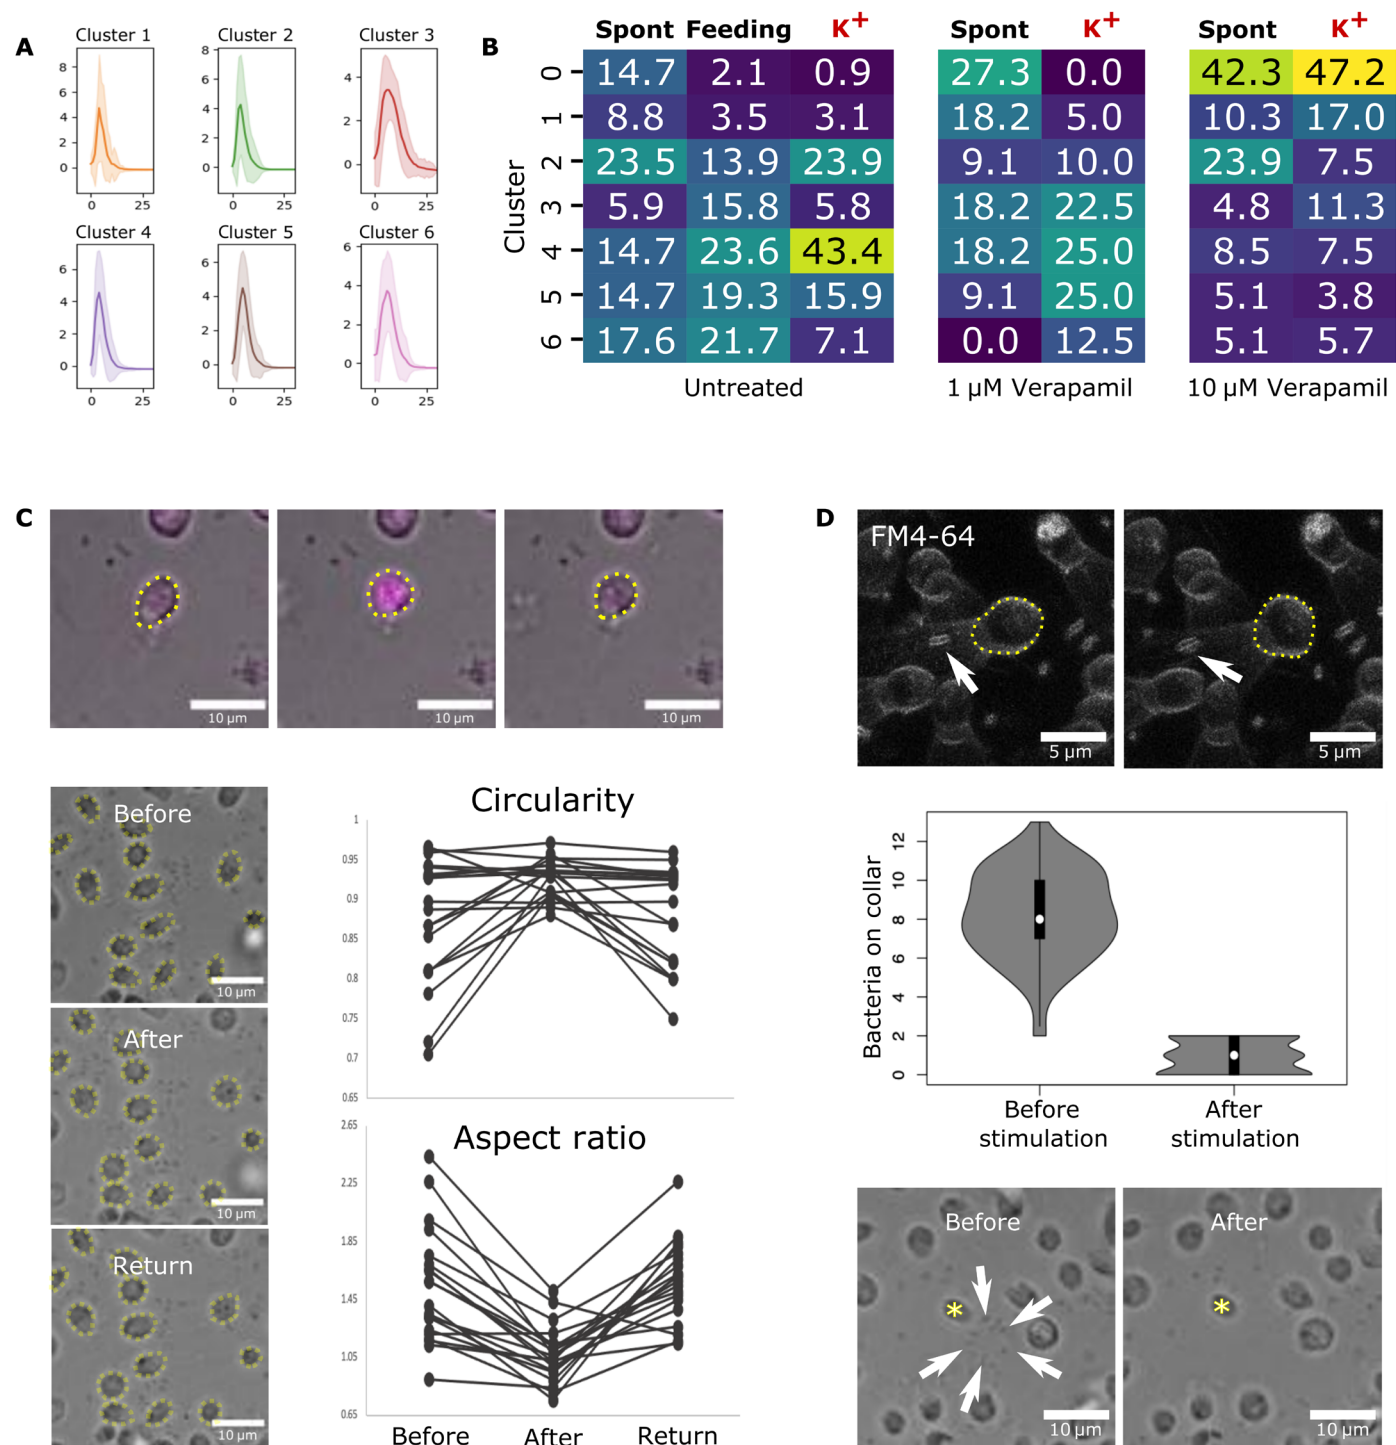 A
Cluster 1 Cluster 2 Cluster 3
8
6
4
2
0
0 25
8
6
4
2
0
0 25
4
2
0
0 25
Cluster 4 Cluster 5 Cluster 6
6
4
2
0
0 25
6
4
2
0
0 25
6
4
2
0
0 25
B
Spont Feeding K+ Spont K+ Spont K+
Cluster
0 14.7 2.1 0.9 27.3 0.0 42.3 47.2
1 8.8 3.5 3.1 18.2 5.0 10.3 17.0
2 23.5 13.9 23.9 9.1 10.0 23.9 7.5
3 5.9 15.8 5.8 18.2 22.5 4.8 11.3
4 14.7 23.6 43.4 18.2 25.0 8.5 7.5
5 14.7 19.3 15.9 9.1 25.0 5.1 3.8
6 17.6 21.7 7.1 0.0 12.5 5.1 5.7
Untreated 1 µM Verapamil 10 µM Verapamil
C
10 µm 10 µm 10 µm
Before
10 µm
After
10 µm
Return
10 µm
Circularity
1
0.95
0.9
0.85
0.8
0.75
0.7
0.65
Aspect ratio
2.65
2.25
1.85
1.45
1.05
0.65
Before After Return
D
FM4-64
5 µm 5 µm
Bacteria on collar
12
10
8
6
4
2
0
Before
stimulation
After
stimulation
Before
*
10 µm
After
*
10 µm